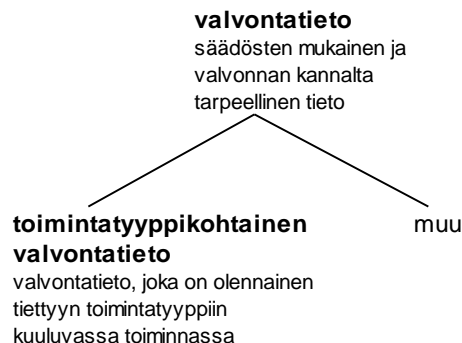 valvontatieto
säädösten mukainen ja
valvonnan kannalta
tarpeellinen tieto
toimintatyyppikohtainen
valvontatieto
valvontatieto, joka on olennainen
tiettyyn toimintatyyppiin
kuuluvassa toiminnassa
muu